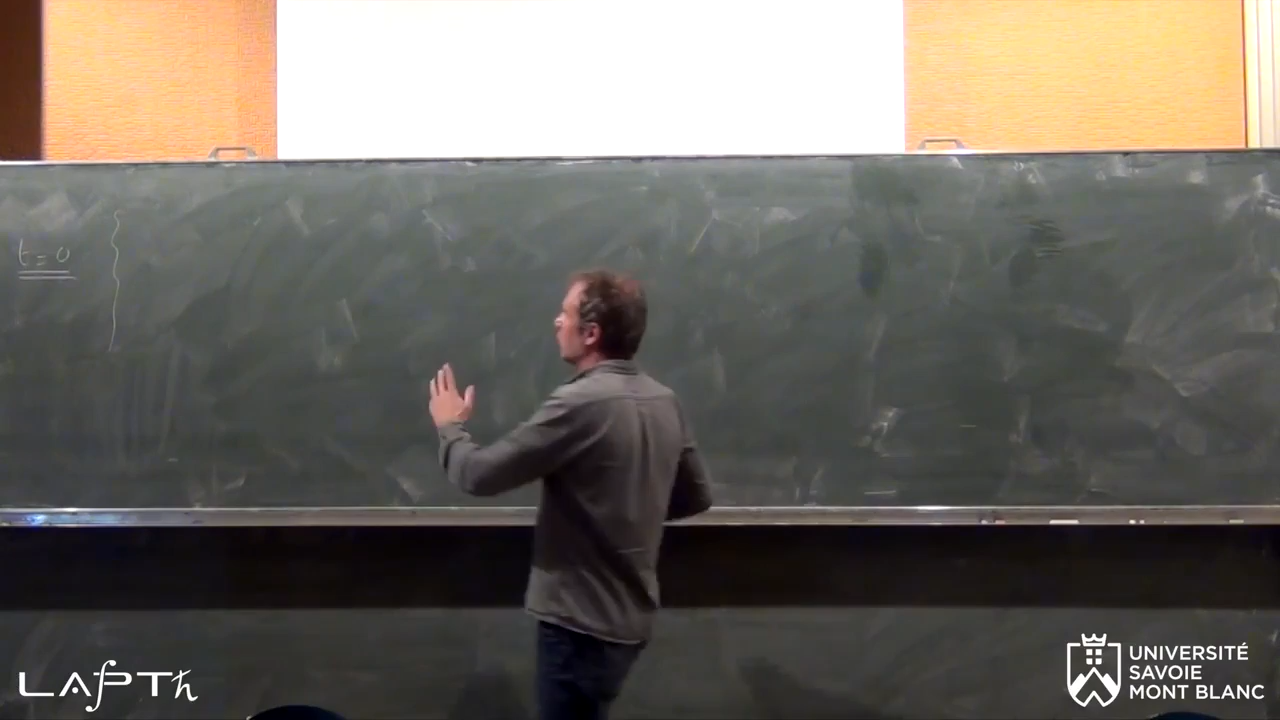 t = 0
LAPTh
UNIVERSITÉ
SAVOIE
MONT BLANC